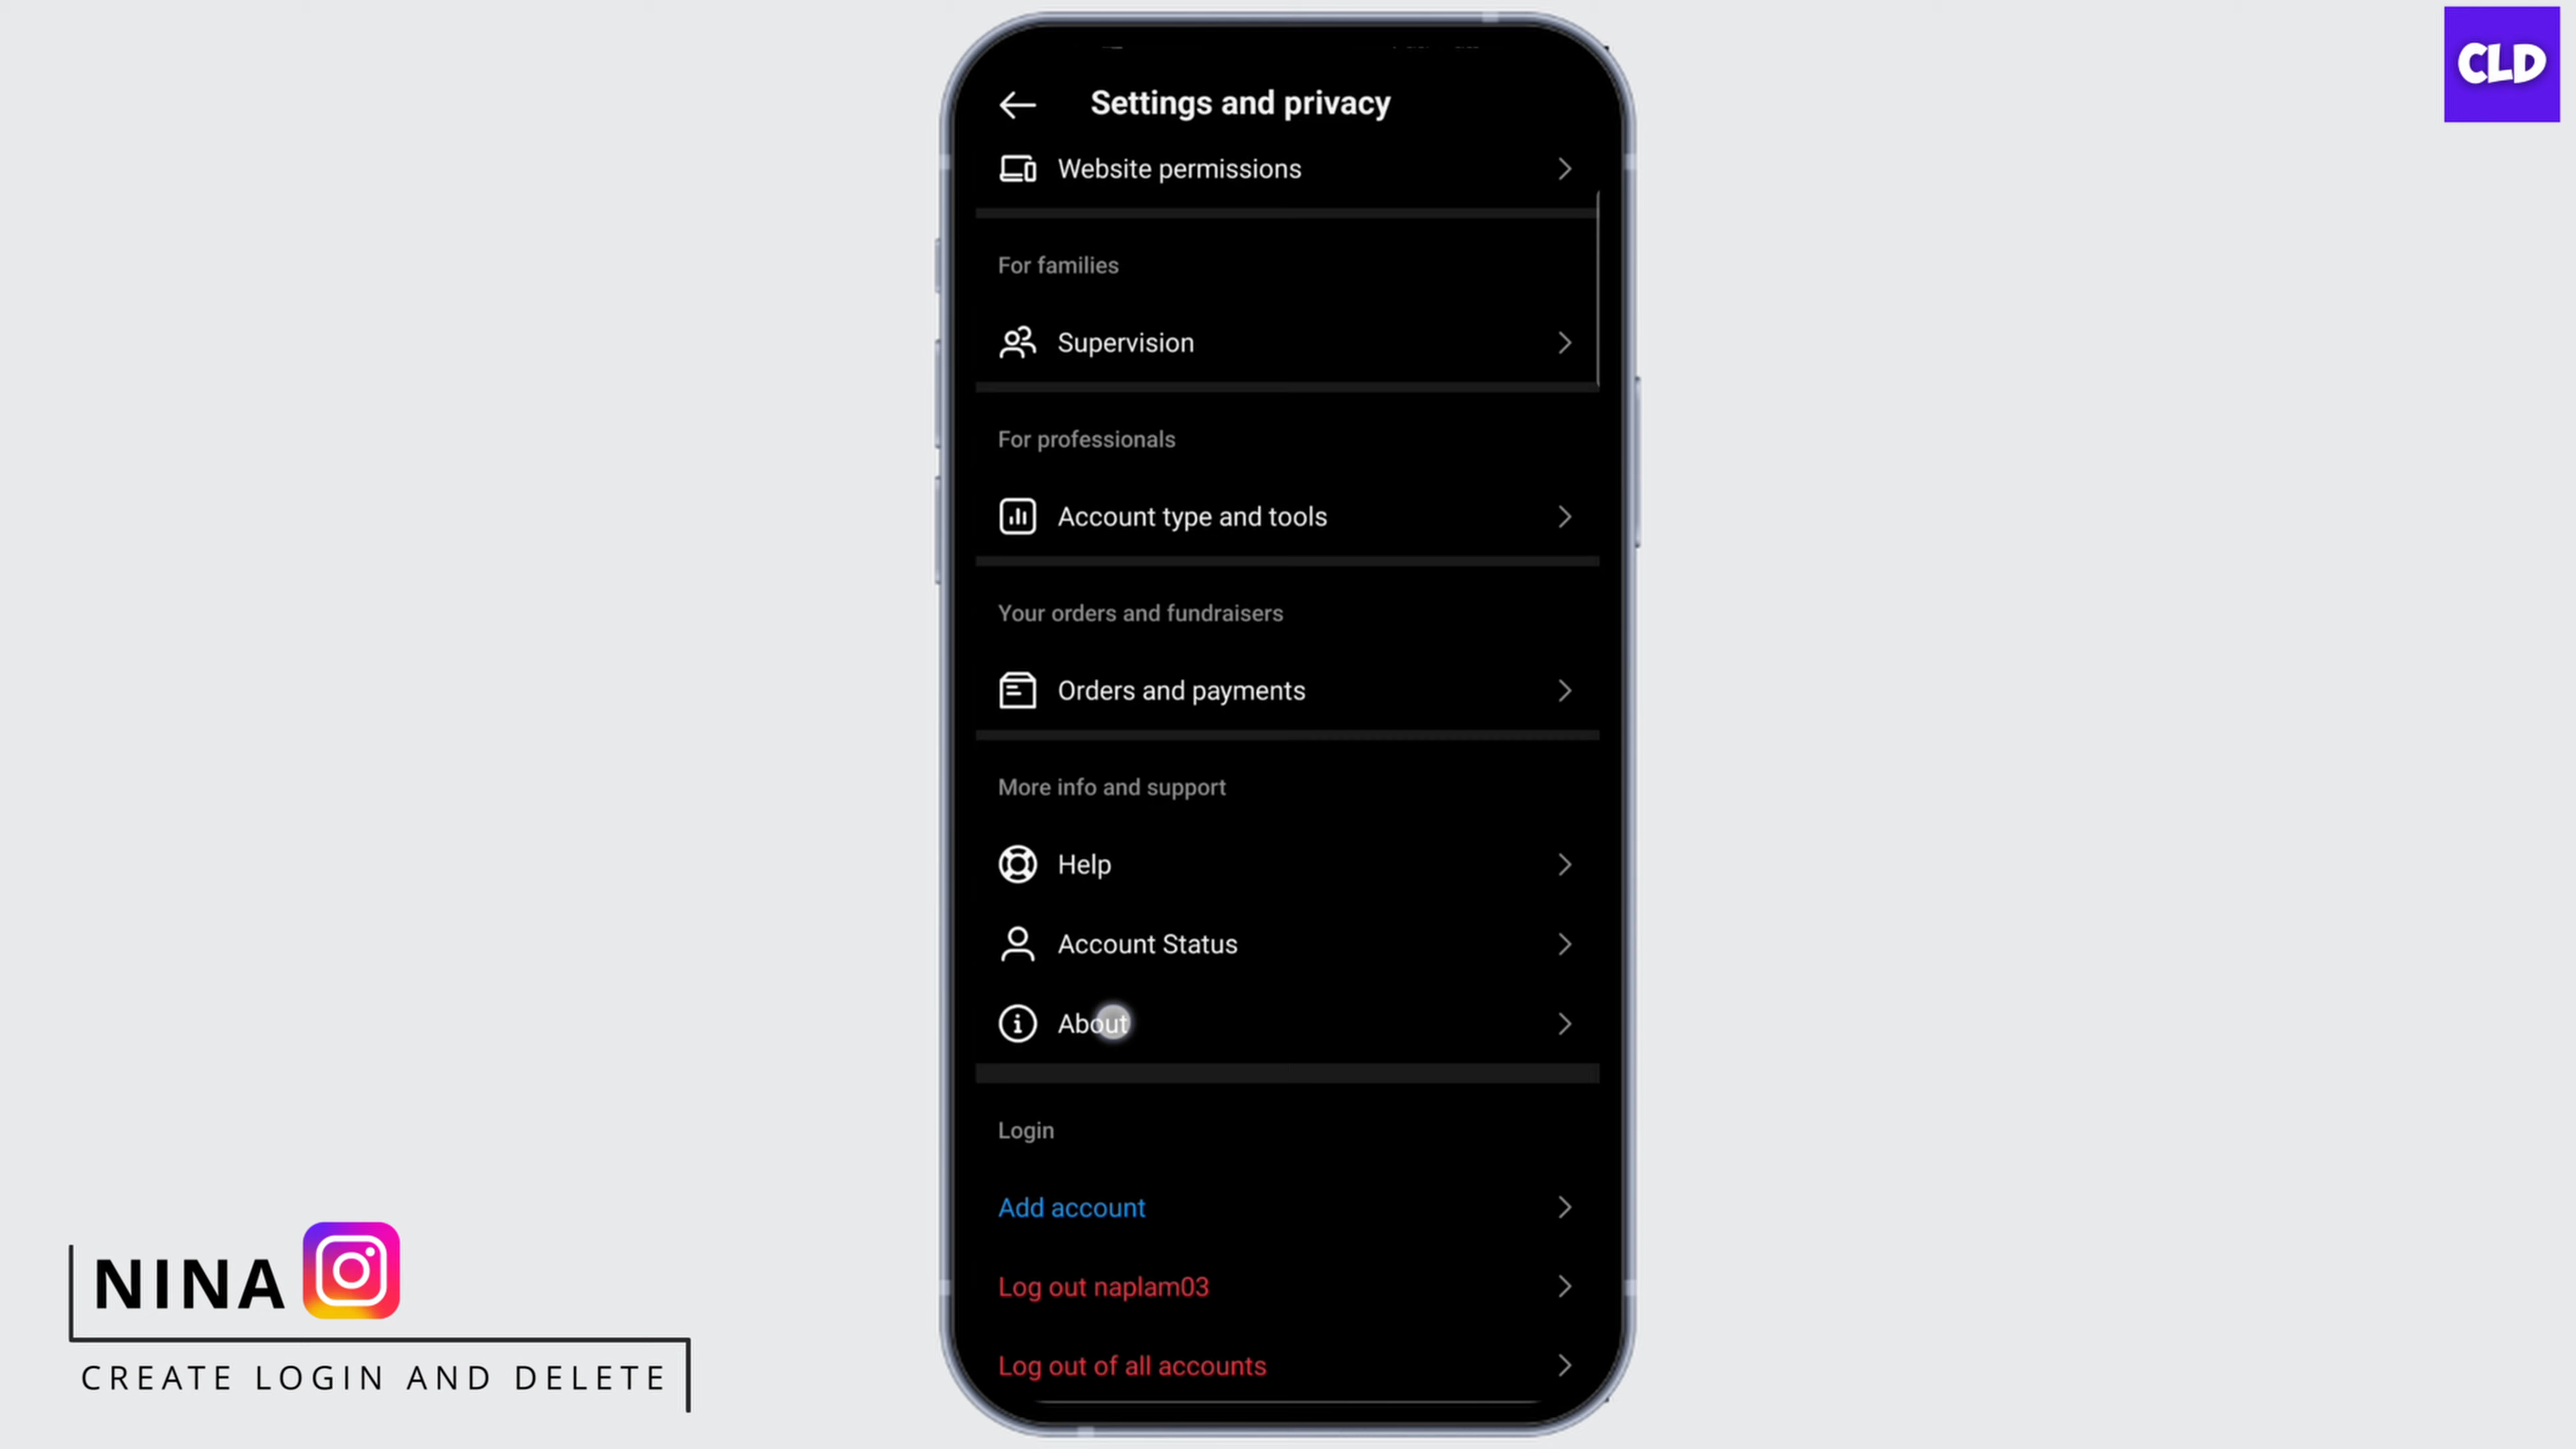 CLD
Settings and privacy
Website permissions
For families
Supervision
For professionals
Account type and tools
Your orders and fundraisers
Orders and payments
More info and support
Help
Account Status
About
Login
Add account
Log out naplam03
Log out of all accounts
NINA
CREATE LOGIN AND DELETE